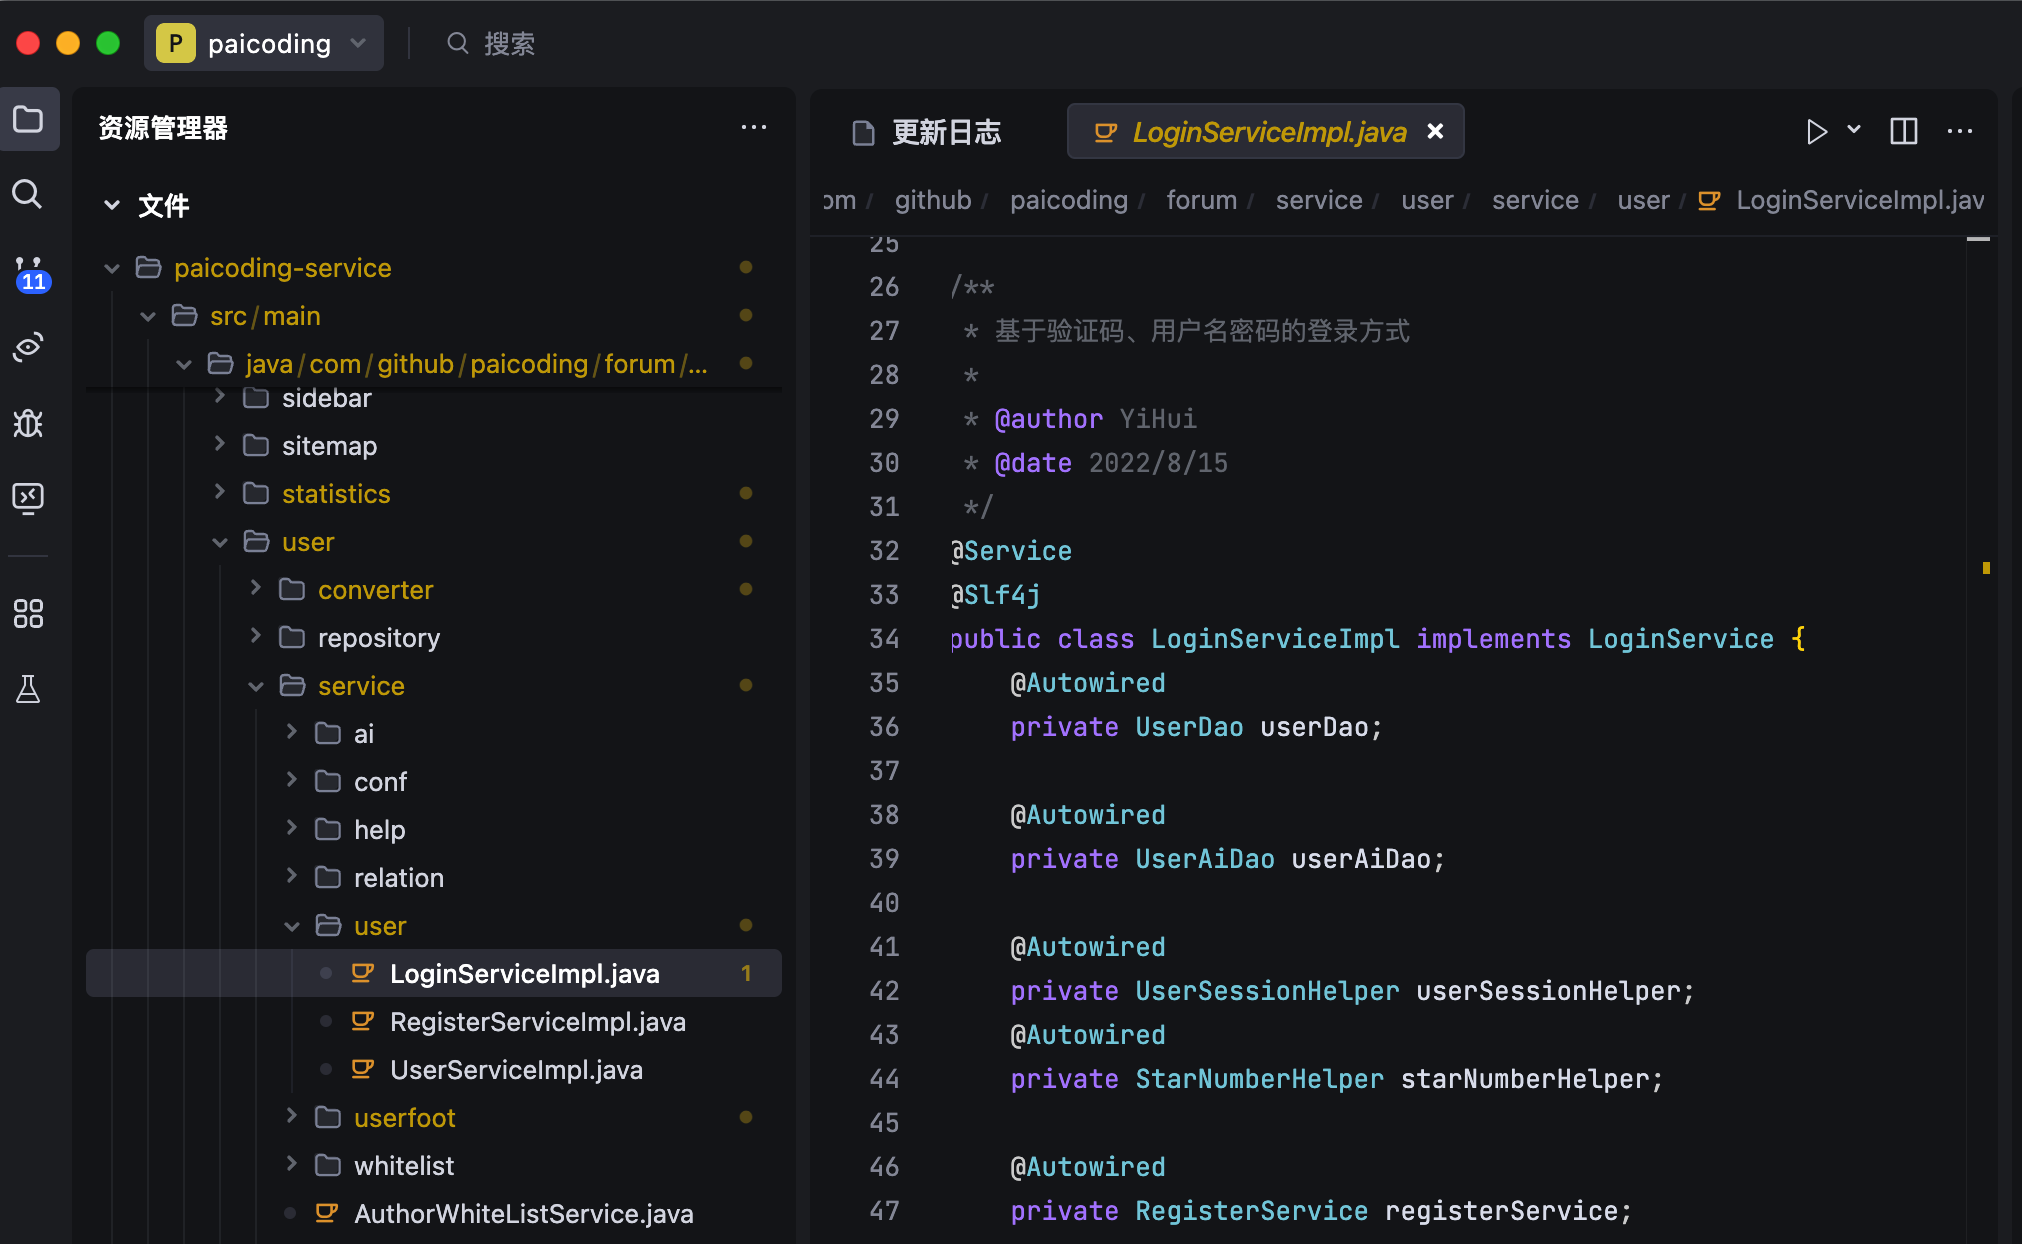 P paicoding 搜索
资源管理器
文件
paicoding-service
src/main
java/com/github/paicoding/forum/...
sidebar
sitemap
statistics
user
converter
repository
service
ai
conf
help
relation
user
LoginServiceImpl.java 1
RegisterServiceImpl.java
UserServiceImpl.java
userfoot
whitelist
AuthorWhiteListService.java
11
更新日志 LoginServiceImpl.java
om / github / paicoding / forum / service / user / service / user / LoginServiceImpl.jav
25
26 /**
27 * 基于验证码、用户名密码的登录方式
28 *
29 * @author YiHui
30 * @date 2022/8/15
31 */
32 @Service
33 @Slf4j
34 public class LoginServiceImpl implements LoginService {
35 @Autowired
36 private UserDao userDao;
37
38 @Autowired
39 private UserAiDao userAiDao;
40
41 @Autowired
42 private UserSessionHelper userSessionHelper;
43 @Autowired
44 private StarNumberHelper starNumberHelper;
45
46 @Autowired
47 private RegisterService registerService;